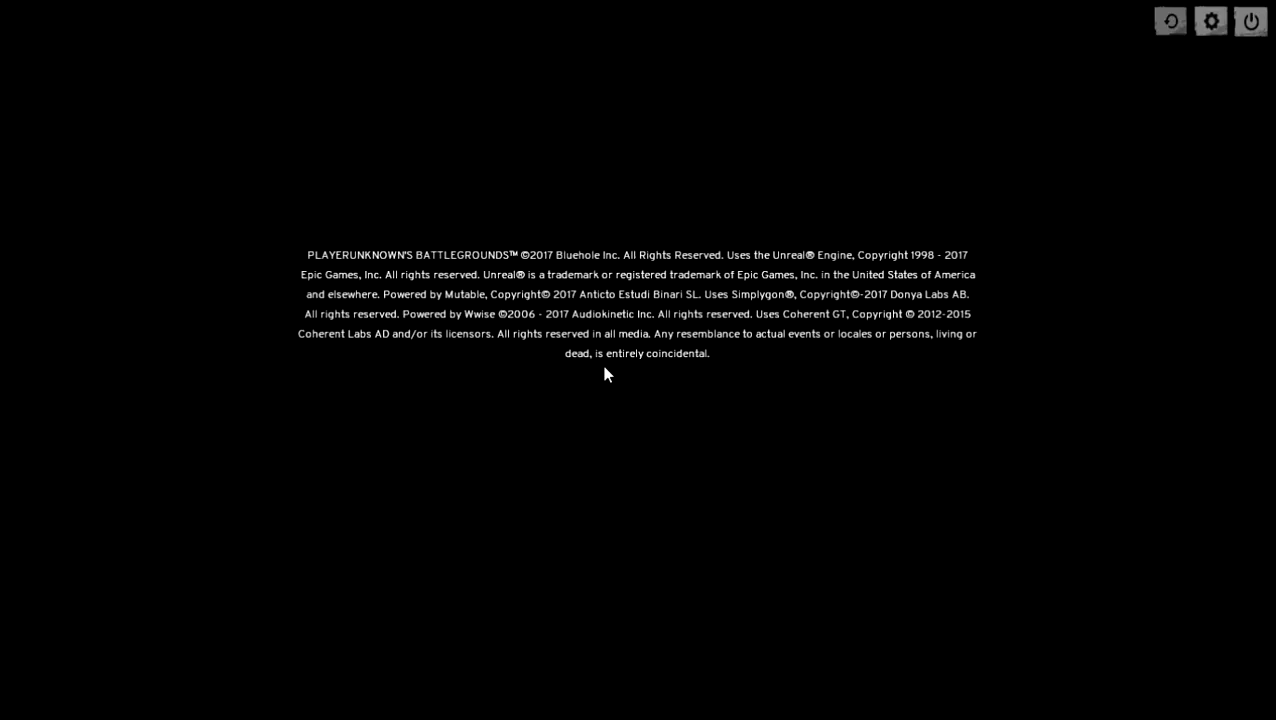 PLAYERUNKNOWN'S BATTLEGROUNDS™ ©2017 Bluehole Inc. All Rights Reserved. Uses the Unreal® Engine, Copyright 1998 - 2017
Epic Games, Inc. All rights reserved. Unreal® is a trademark or registered trademark of Epic Games, Inc. in the United States of America
and elsewhere. Powered by Mutable, Copyright© 2017 Anticto Estudi Binari SL. Uses Simplygon®, Copyright©-2017 Donya Labs AB.
All rights reserved. Powered by Wwise ©2006 - 2017 Audiokinetic Inc. All rights reserved. Uses Coherent GT, Copyright © 2012-2015
Coherent Labs AD and/or its licensors. All rights reserved in all media. Any resemblance to actual events or locales or persons, living or
dead, is entirely coincidental.